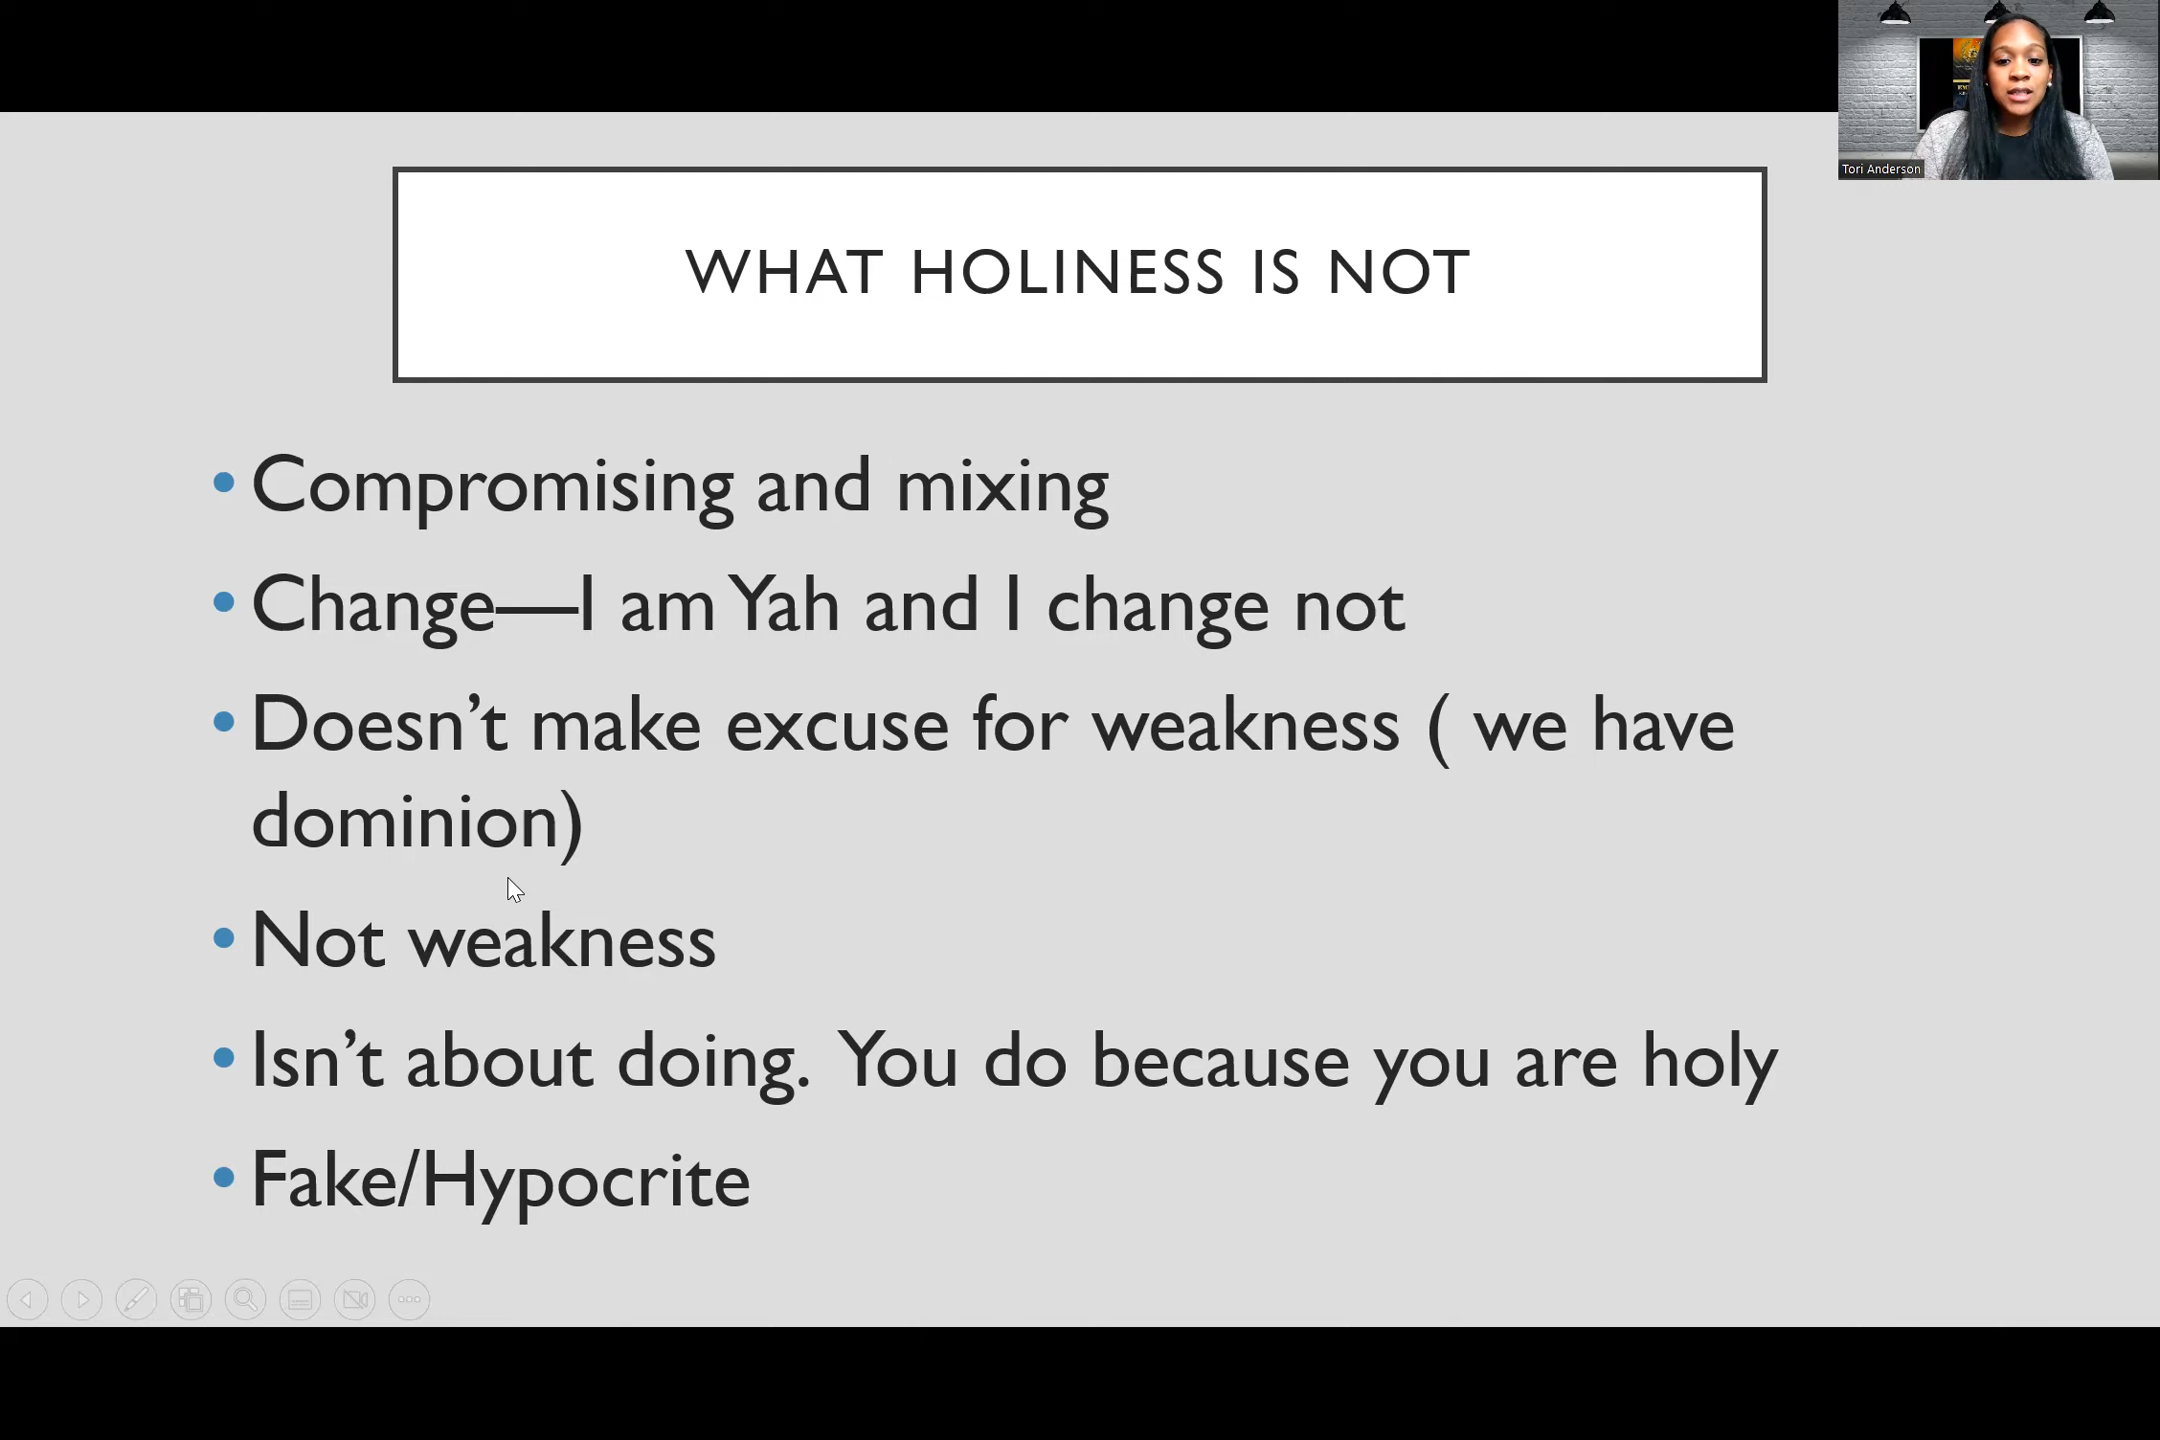 Tori Anderson
WHAT HOLINESS IS NOT
• Compromising and mixing
• Change—I am Yah and I change not
• Doesn’t make excuse for weakness ( we have
dominion)
• Not weakness
• Isn’t about doing.  You do because you are holy
• Fake/Hypocrite